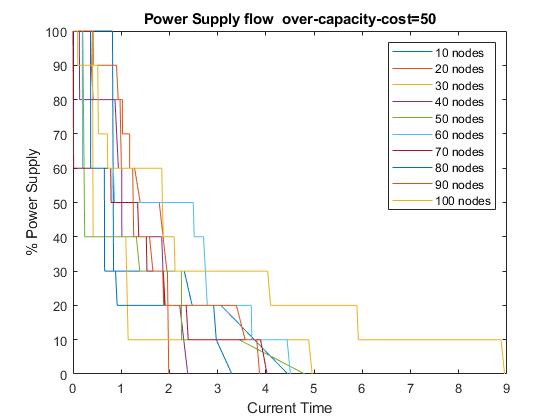 Power Supply flow over-capacity-cost=50
100
90
80
70
60
50
40
30
20
10
0
% Power Supply
10 nodes
20 nodes
30 nodes
40 nodes
50 nodes
60 nodes
70 nodes
80 nodes
90 nodes
100 nodes
0 1 2 3 4 5 6 7 8 9
Current Time